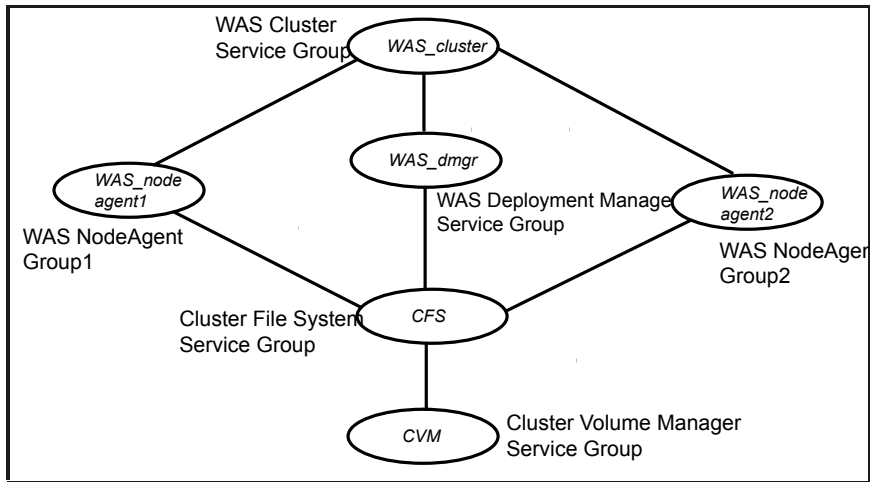 WAS Cluster
Service Group
WAS_cluster
WAS_dmgr
WAS_node
agent1
WAS Deployment Manage
Service Group
WAS_node
agent2
WAS NodeAgent
Group1
WAS NodeAger
Group2
Cluster File System
Service Group
CFS
CVM
Cluster Volume Manager
Service Group